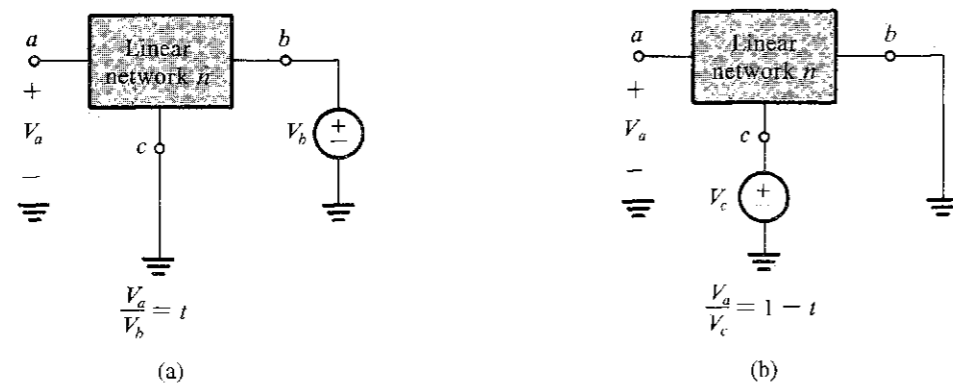 a
Linear
network n
b
+
V_a
−
c
V_b
+
−
V_a/V_b = t
(a)
a
Linear
network n
b
+
V_a
−
c
V_c
+
−
V_a/V_c = 1 − t
(b)